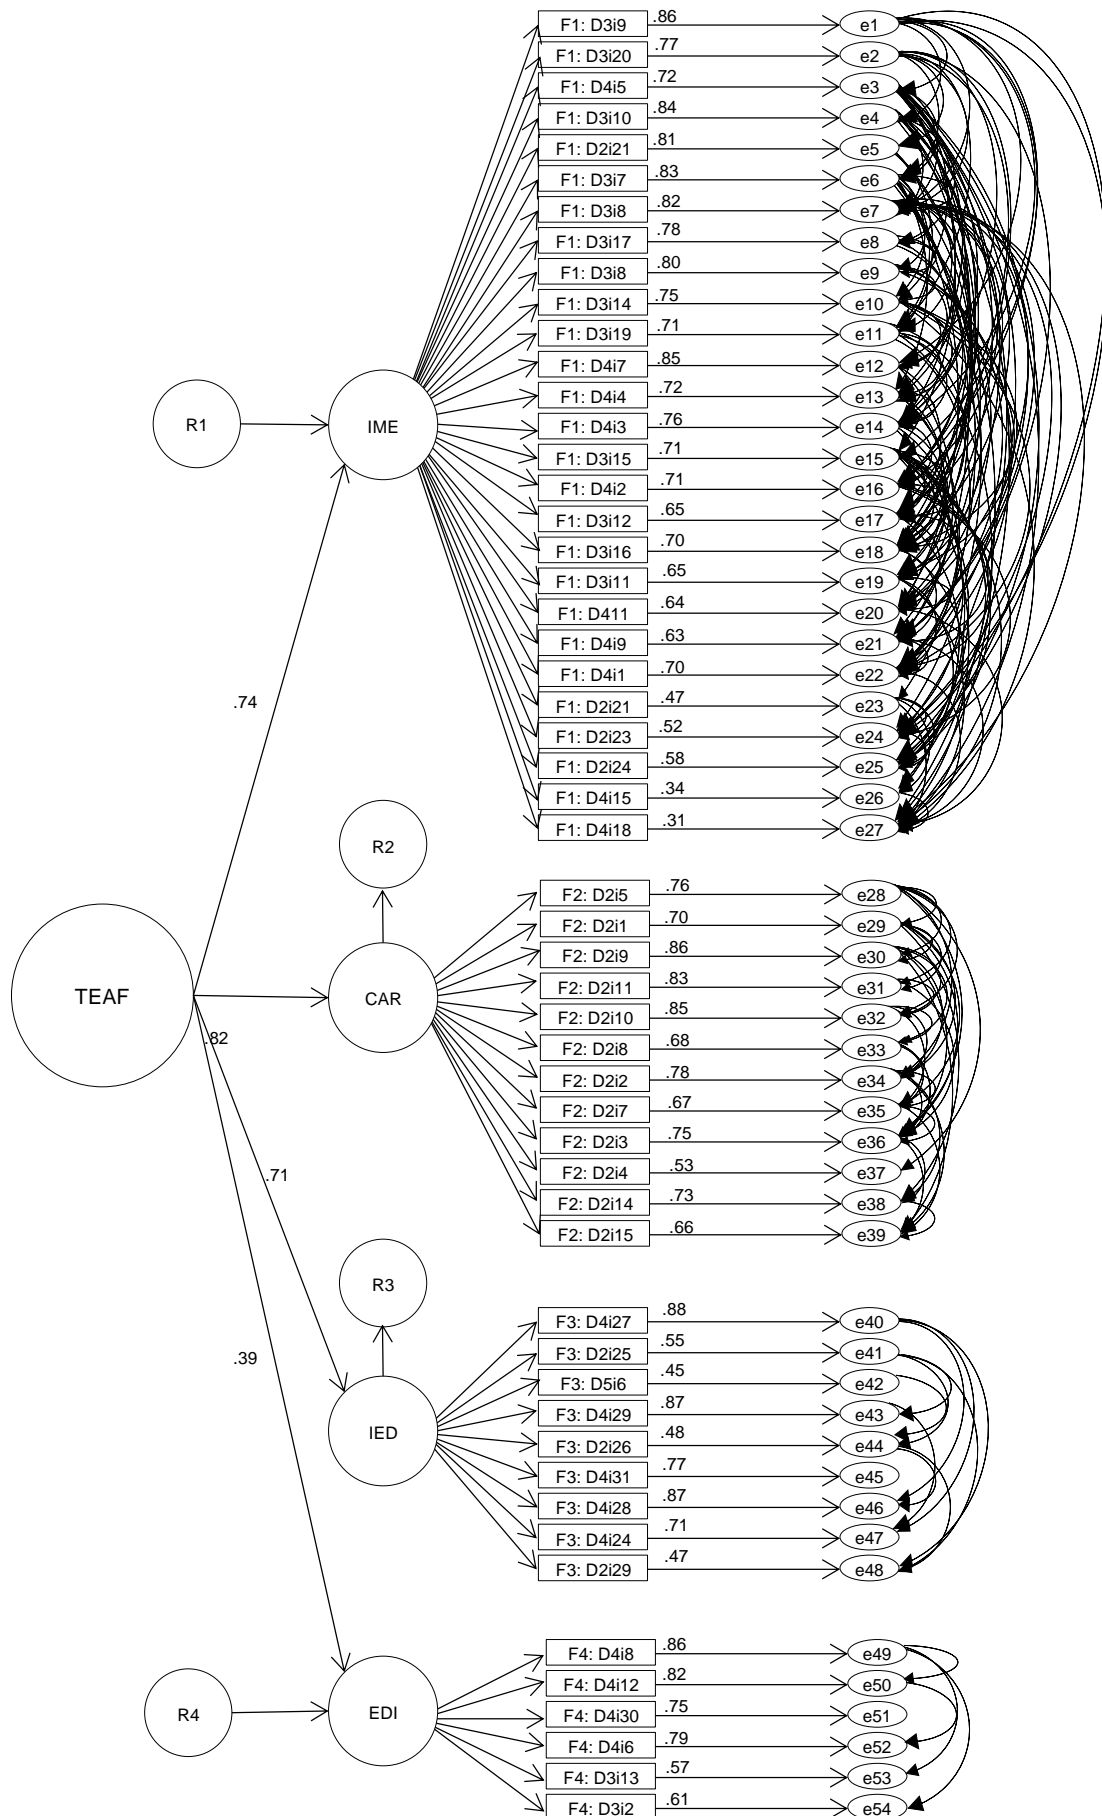 F1: D3i9 .86 e1
F1: D3i20 .77 e2
F1: D4i5 .72 e3
F1: D3i10 .84 e4
F1: D2i21 .81 e5
F1: D3i7 .83 e6
F1: D3i8 .82 e7
F1: D3i17 .78 e8
F1: D3i8 .80 e9
F1: D3i14 .75 e10
F1: D3i19 .71 e11
F1: D4i7 .85 e12
F1: D4i4 .72 e13
R1
IME
F1: D4i3 .76 e14
F1: D3i15 .71 e15
F1: D4i2 .71 e16
F1: D3i12 .65 e17
F1: D3i16 .70 e18
F1: D3i11 .65 e19
F1: D411 .64 e20
F1: D4i9 .63 e21
F1: D4i1 .70 e22
.74
F1: D2i21 .47 e23
F1: D2i23 .52 e24
F1: D2i24 .58 e25
F1: D4i15 .34 e26
F1: D4i18 .31 e27
R2
F2: D2i5 .76 e28
F2: D2i1 .70 e29
F2: D2i9 .86 e30
F2: D2i11 .83 e31
TEAF
CAR
F2: D2i10 .85 e32
.82
F2: D2i8 .68 e33
F2: D2i2 .78 e34
F2: D2i7 .67 e35
F2: D2i3 .75 e36
F2: D2i4 .53 e37
.71
F2: D2i14 .73 e38
F2: D2i15 .66 e39
R3
F3: D4i27 .88 e40
F3: D2i25 .55 e41
.39
F3: D5i6 .45 e42
F3: D4i29 .87 e43
IED
F3: D2i26 .48 e44
F3: D4i31 .77 e45
F3: D4i28 .87 e46
F3: D4i24 .71 e47
F3: D2i29 .47 e48
F4: D4i8 .86 e49
F4: D4i12 .82 e50
R4
EDI
F4: D4i30 .75 e51
F4: D4i6 .79 e52
F4: D3i13 .57 e53
F4: D3i2 .61 e54